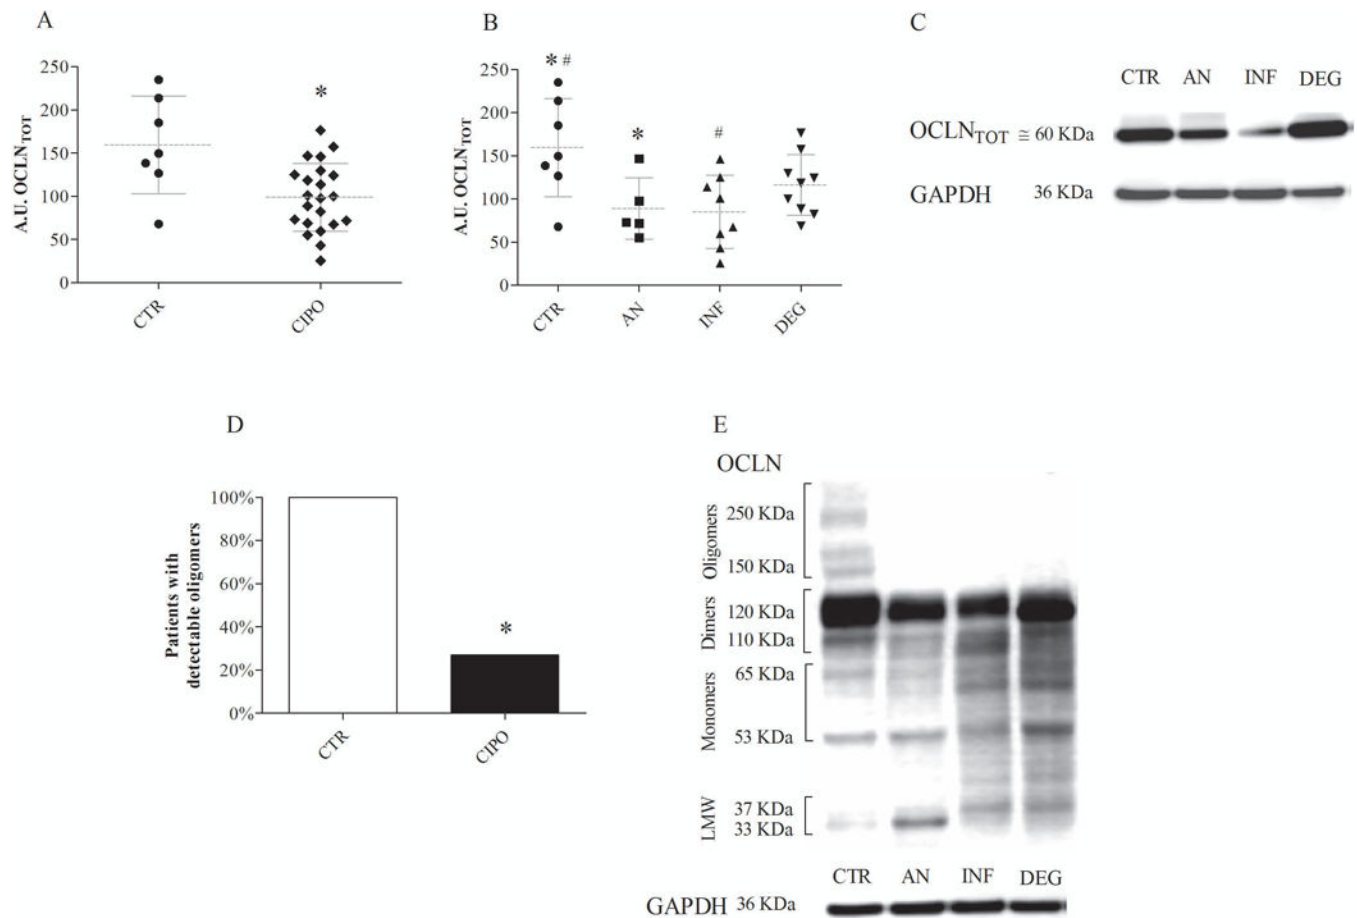 A
A.U. OCLNTOT
250
200
150
100
50
0
*
CTR
CIPO
B
A.U. OCLNTOT
250
200
150
100
50
0
* #
*
#
CTR
AN
INF
DEG
C
CTR AN INF DEG
OCLNTOT ≅ 60 KDa
GAPDH 36 KDa
D
Patients with
detectable oligomers
100%
80%
60%
40%
20%
0%
*
CTR
CIPO
E
OCLN
Oligomers
250 KDa
150 KDa
Dimers
120 KDa
110 KDa
Monomers
65 KDa
53 KDa
LMW
37 KDa
33 KDa
CTR AN INF DEG
GAPDH 36 KDa